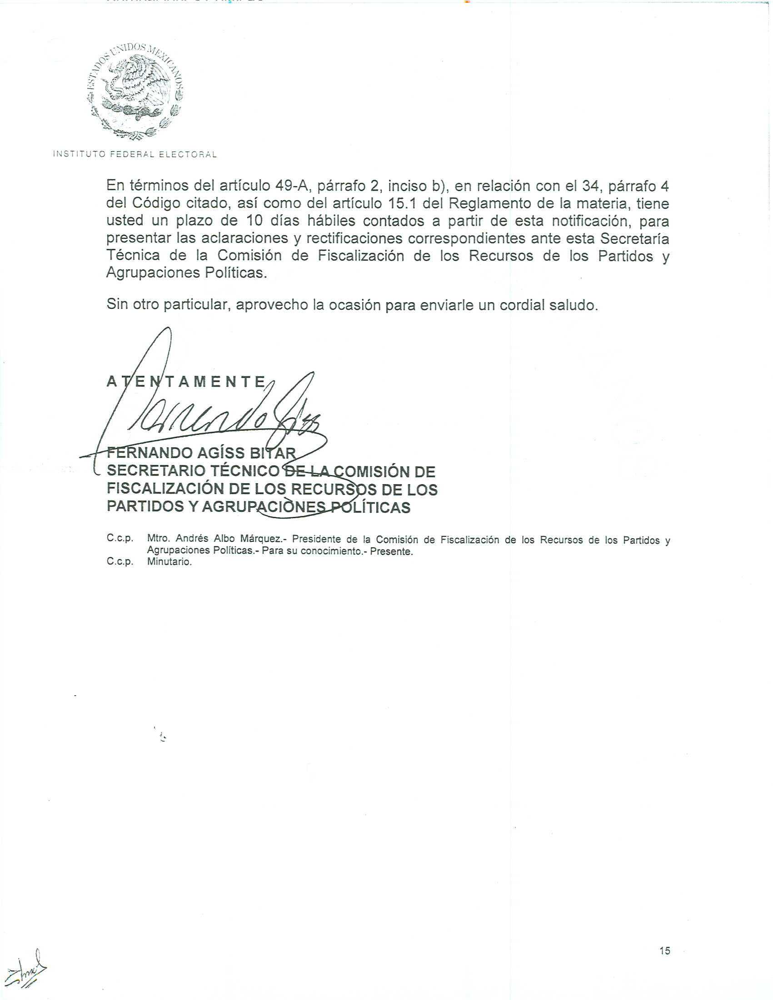 ESTADOS UNIDOS MEXICANOS
INSTITUTO FEDERAL ELECTORAL
En términos del artículo 49-A, párrafo 2, inciso b), en relación con el 34, párrafo 4
del Código citado, así como del artículo 15.1 del Reglamento de la materia, tiene
usted un plazo de 10 días hábiles contados a partir de esta notificación, para
presentar las aclaraciones y rectificaciones correspondientes ante esta Secretaría
Técnica de la Comisión de Fiscalización de los Recursos de los Partidos y
Agrupaciones Políticas.
Sin otro particular, aprovecho la ocasión para enviarle un cordial saludo.
A T E N T A M E N T E
FERNANDO AGÍSS BITAR
SECRETARIO TÉCNICO DE LA COMISIÓN DE
FISCALIZACIÓN DE LOS RECURSOS DE LOS
PARTIDOS Y AGRUPACIONES POLÍTICAS
C.c.p. Mtro. Andrés Albo Márquez.- Presidente de la Comisión de Fiscalización de los Recursos de los Partidos y
Agrupaciones Políticas.- Para su conocimiento.- Presente.
C.c.p. Minutario.
15